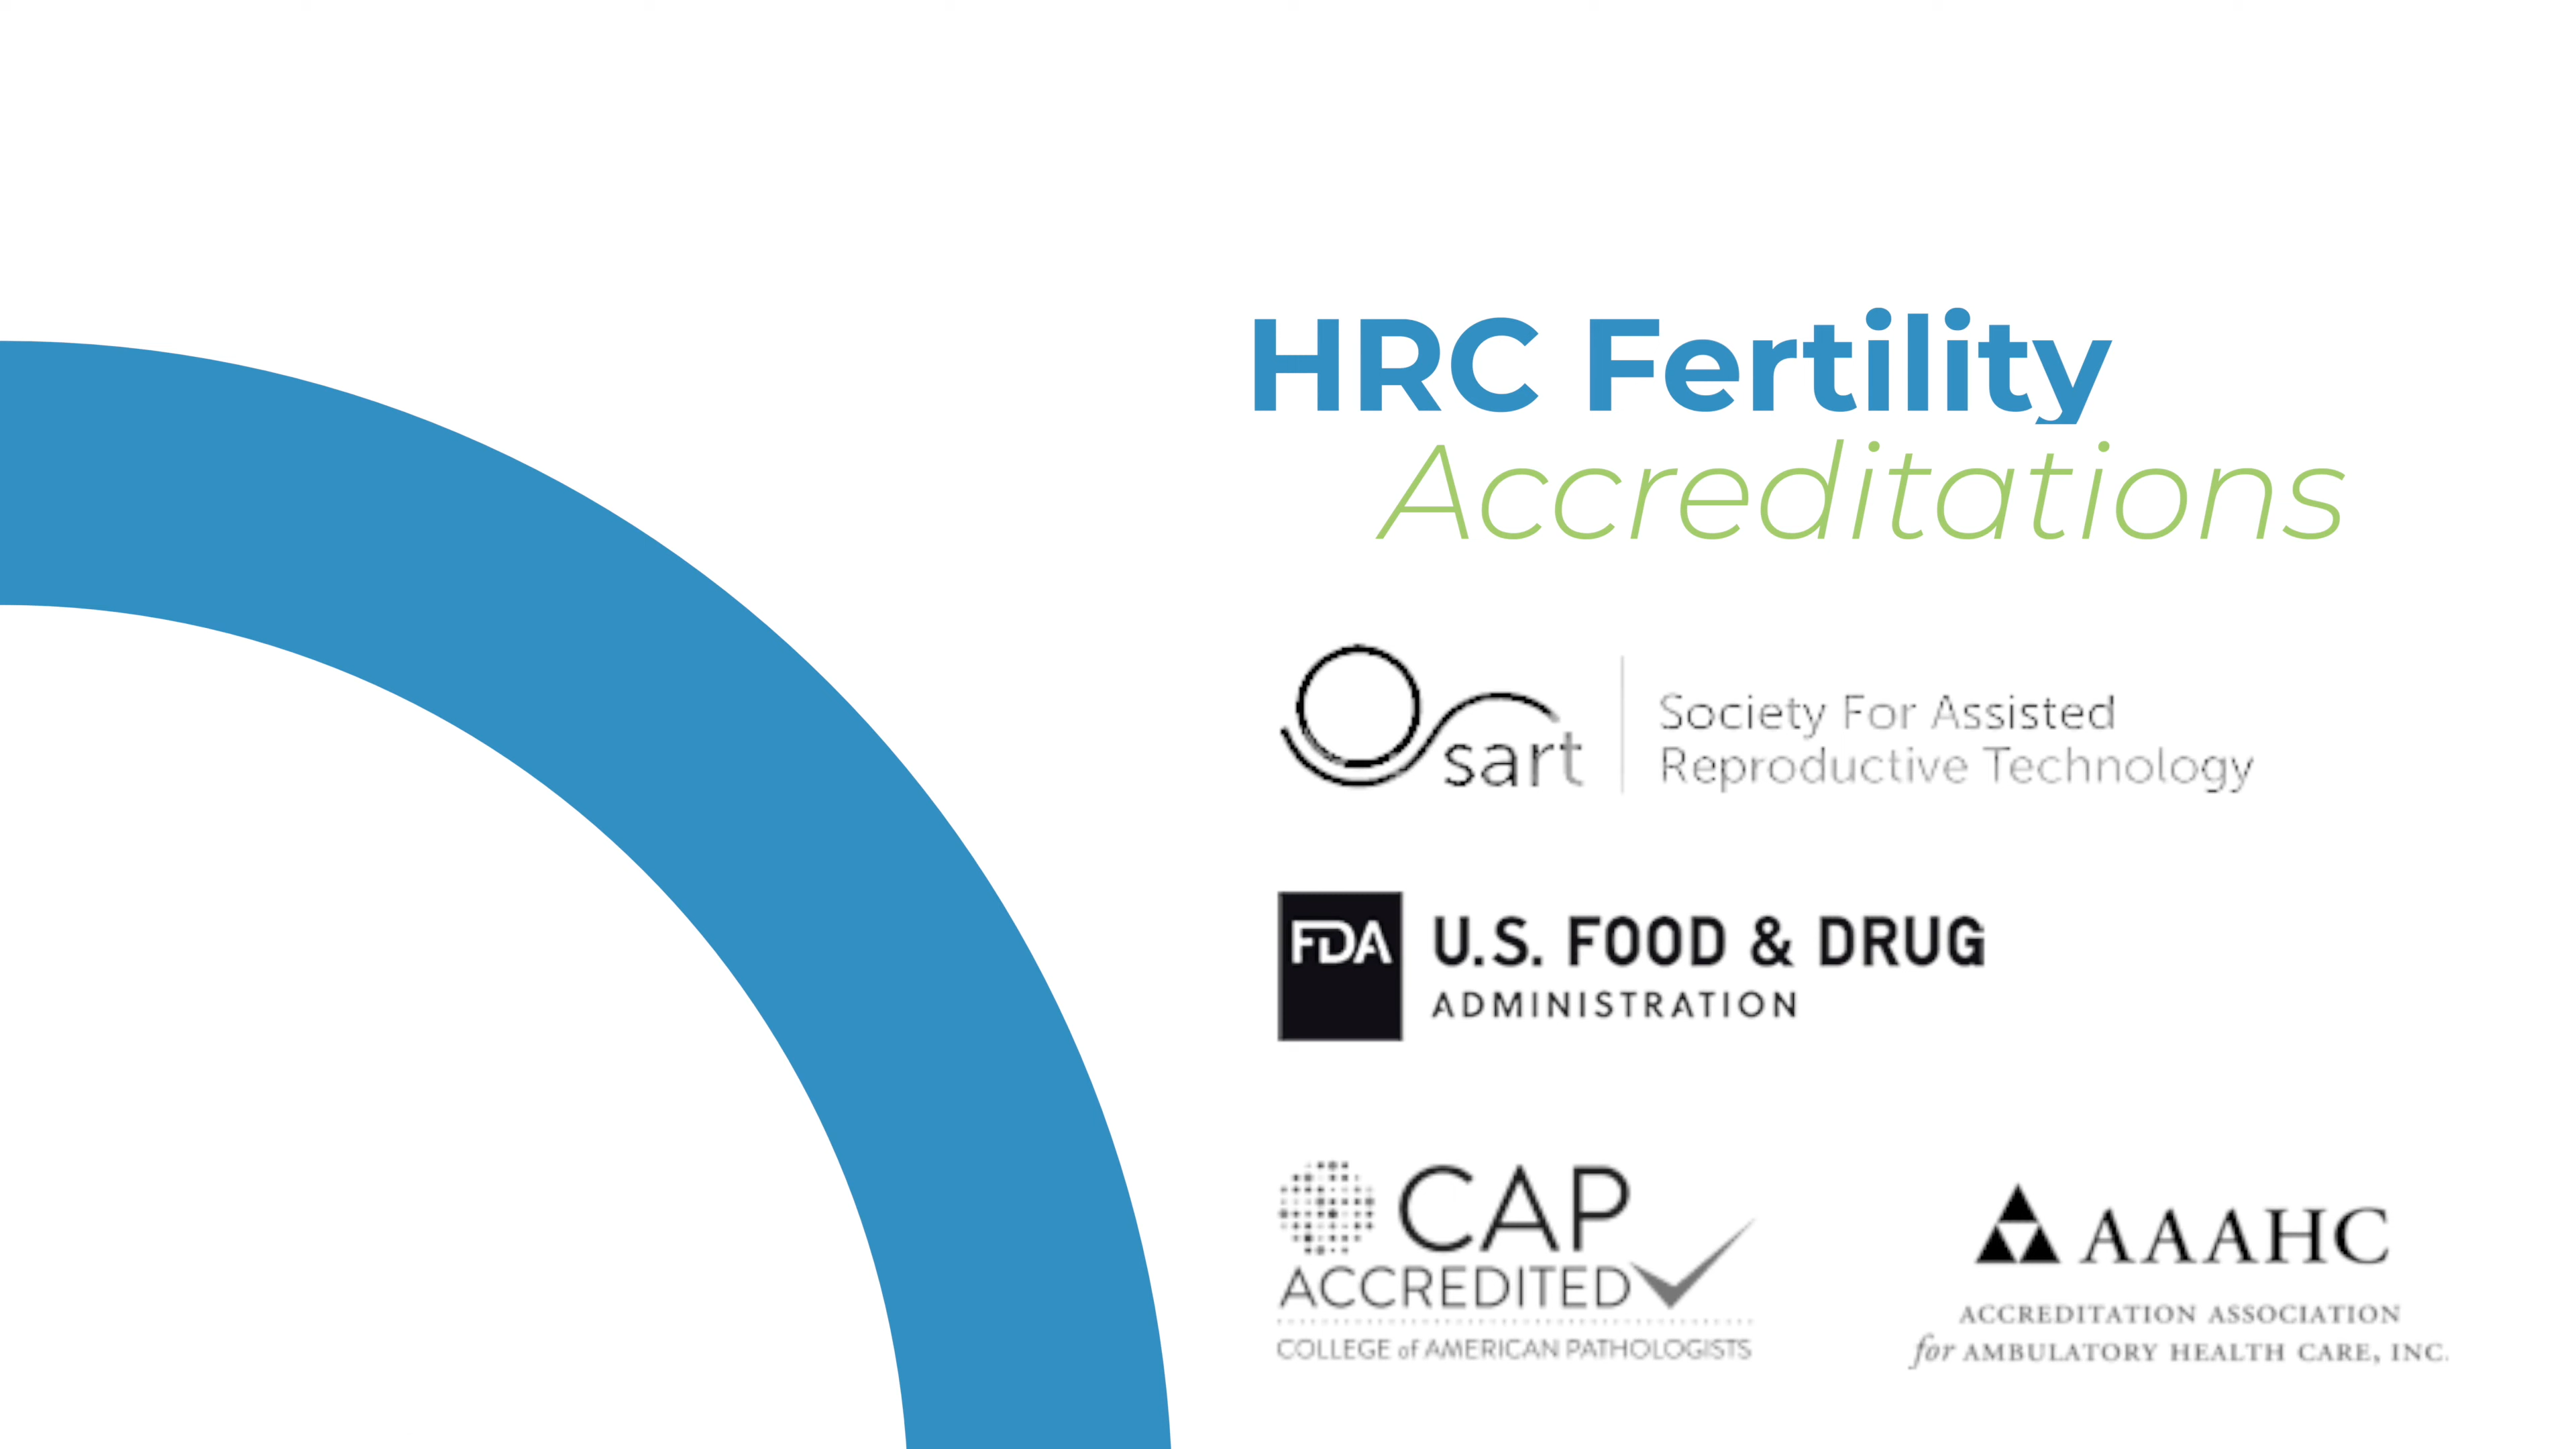 HRC Fertility
Accreditations
sart
Society For Assisted
Reproductive Technology
FDA
U.S. FOOD & DRUG
ADMINISTRATION
CAP
ACCREDITED
COLLEGE of AMERICAN PATHOLOGISTS
AAAHC
ACCREDITATION ASSOCIATION
for AMBULATORY HEALTH CARE, INC.